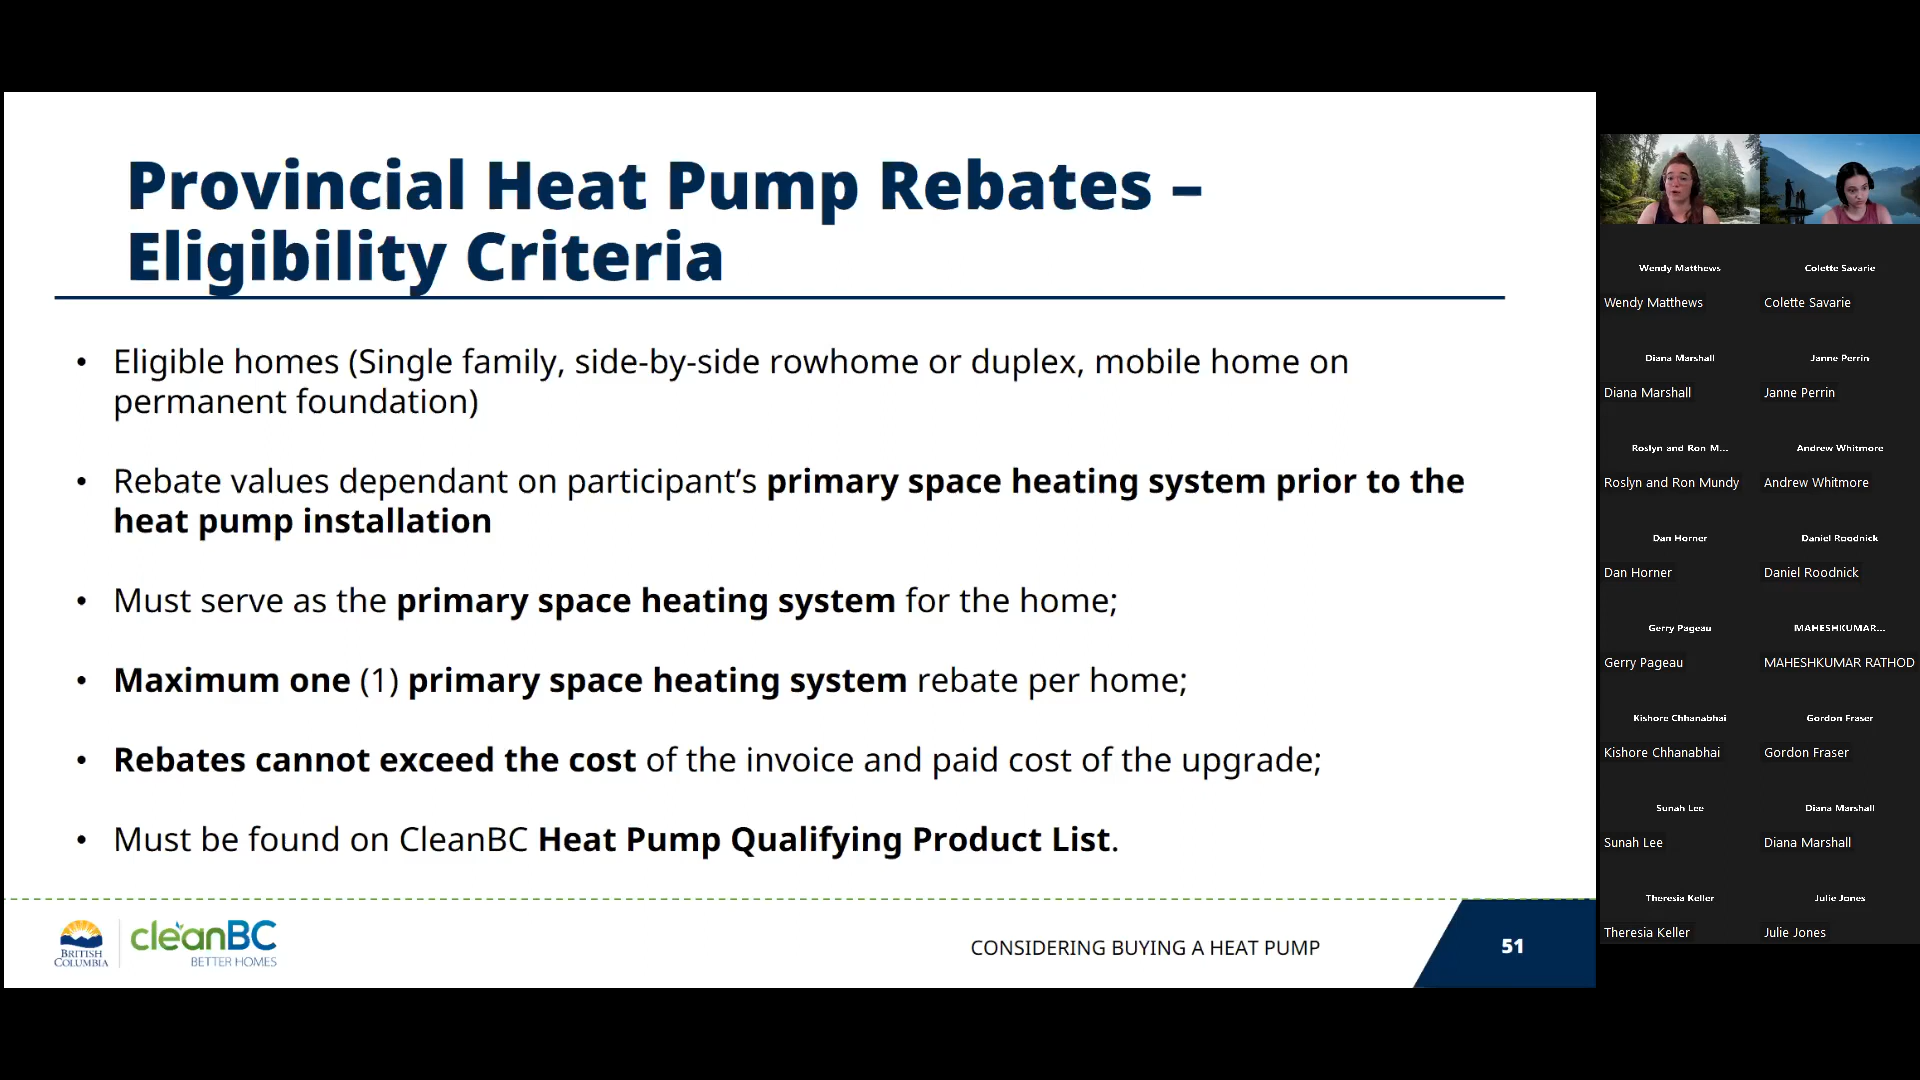 Provincial Heat Pump Rebates –
Eligibility Criteria
• Eligible homes (Single family, side-by-side rowhome or duplex, mobile home on
permanent foundation)
• Rebate values dependant on participant’s primary space heating system prior to the
heat pump installation
• Must serve as the primary space heating system for the home;
• Maximum one (1) primary space heating system rebate per home;
• Rebates cannot exceed the cost of the invoice and paid cost of the upgrade;
• Must be found on CleanBC Heat Pump Qualifying Product List.
BRITISH
COLUMBIA
cleanBC
BETTER HOMES
CONSIDERING BUYING A HEAT PUMP
51
Wendy Matthews
Colette Savarie
Wendy Matthews
Colette Savarie
Diana Marshall
Janne Perrin
Diana Marshall
Janne Perrin
Roslyn and Ron M...
Andrew Whitmore
Roslyn and Ron Mundy
Andrew Whitmore
Dan Horner
Daniel Roodnick
Dan Horner
Daniel Roodnick
Gerry Pageau
MAHESHKUMAR...
Gerry Pageau
MAHESHKUMAR RATHOD
Kishore Chhanabhai
Gordon Fraser
Kishore Chhanabhai
Gordon Fraser
Sunah Lee
Diana Marshall
Sunah Lee
Diana Marshall
Theresia Keller
Julie Jones
Theresia Keller
Julie Jones